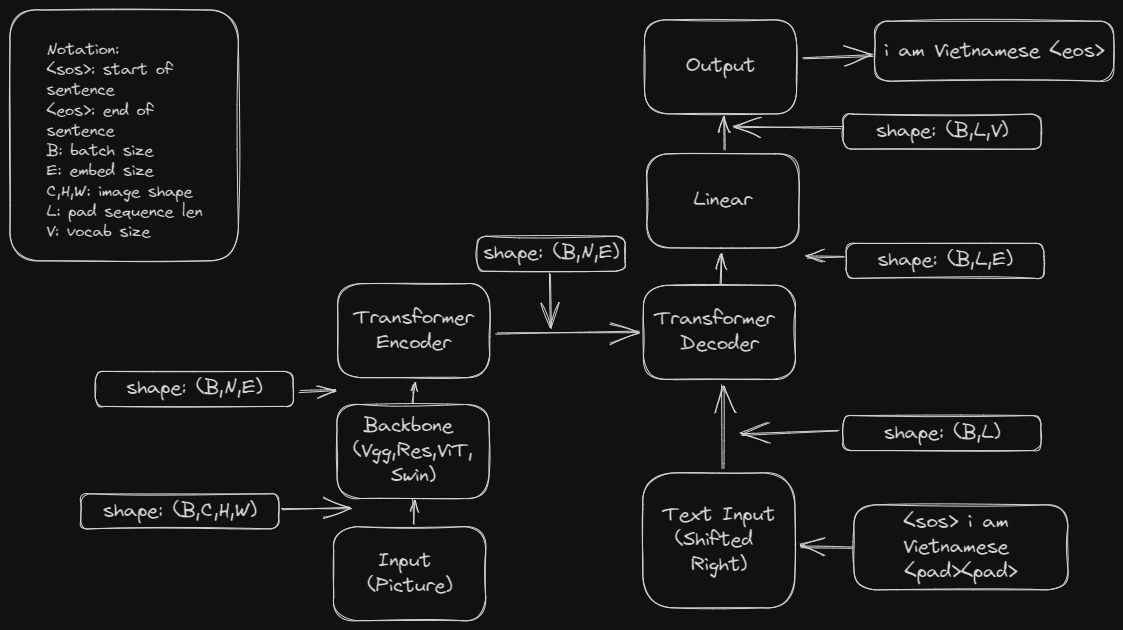 Notation:
<sos>: start of
sentence
<eos>: end of
sentence
B: batch size
E: embed size
C,H,W: image shape
L: pad sequence len
V: vocab size
Output
i am Vietnamese <eos>
shape: (B,L,V)
Linear
shape: (B,N,E)
shape: (B,L,E)
Transformer
Encoder
Transformer
Decoder
shape: (B,N,E)
Backbone
(Vgg,Res,ViT,
Swin)
shape: (B,L)
shape: (B,C,H,W)
Text Input
(Shifted
Right)
<sos> i am
Vietnamese
<pad><pad>
Input
(Picture)